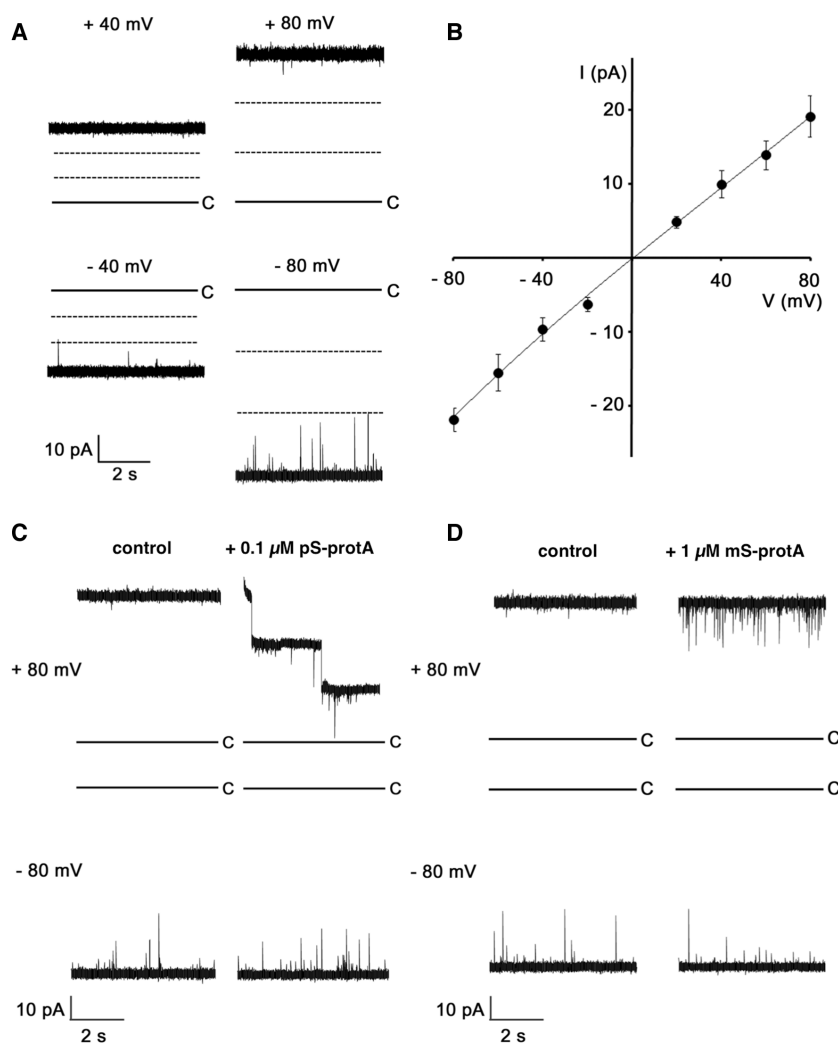 A
+ 40 mV
+ 80 mV
C
C
- 40 mV
- 80 mV
C
C
10 pA
2 s
B
I (pA)
20
10
- 80
- 40
40
80
V (mV)
- 10
- 20
C
control
+ 0.1 µM pS-protA
+ 80 mV
C
C
C
C
- 80 mV
10 pA
2 s
D
control
+ 1 µM mS-protA
+ 80 mV
C
C
C
C
- 80 mV
10 pA
2 s